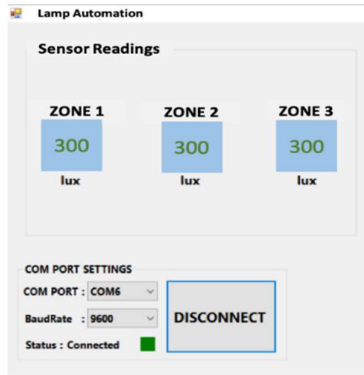 Lamp Automation
Sensor Readings
ZONE 1 ZONE 2 ZONE 3
300 300 300
lux lux lux
COM PORT SETTINGS
COM PORT : COM6
BaudRate : 9600
Status : Connected
DISCONNECT